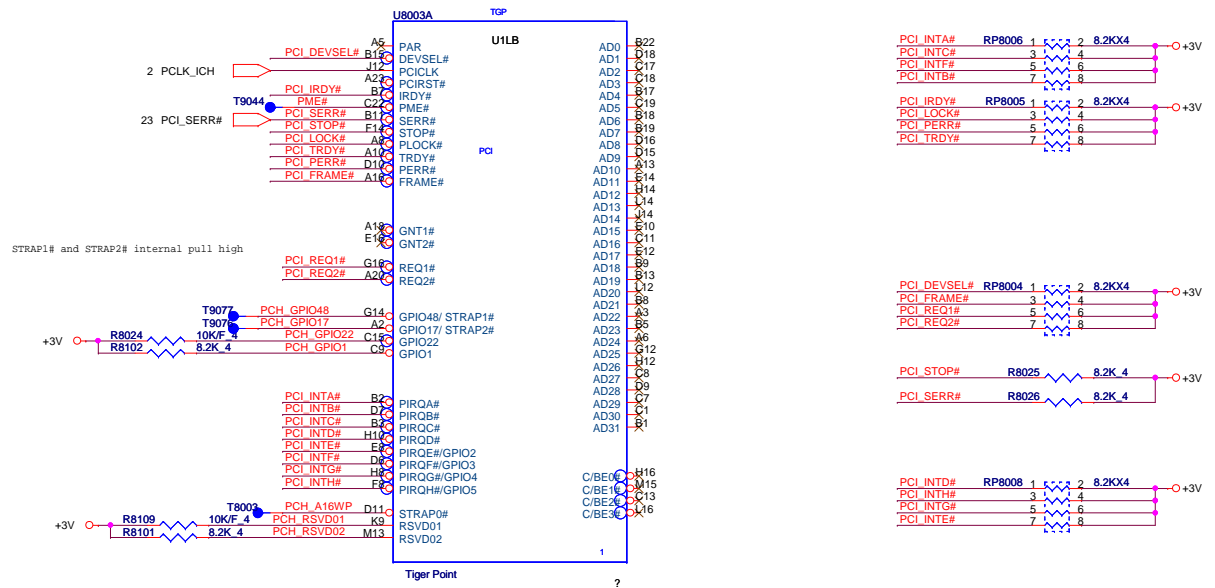 U8003A TGP
U1LB
PCI
A5 PAR
PCI_DEVSEL# B15 DEVSEL#
2 PCLK_ICH J12 PCICLK
A23 PCIRST#
PCI_IRDY# B7 IRDY#
T9044 PME# C22 PME#
23 PCI_SERR# PCI_SERR# B11 SERR#
PCI_STOP# F14 STOP#
PCI_LOCK# A8 PLOCK#
PCI_TRDY# A10 TRDY#
PCI_PERR# D10 PERR#
PCI_FRAME# A16 FRAME#
A18 GNT1#
E16 GNT2#
STRAP1# and STRAP2# internal pull high
PCI_REQ1# G16 REQ1#
PCI_REQ2# A20 REQ2#
T9077 PCH_GPIO48 G14 GPIO48/ STRAP1#
T9076 PCH_GPIO17 A2 GPIO17/ STRAP2#
+3V R8024 10K/F_4 PCH_GPIO22 C15 GPIO22
R8102 8.2K_4 PCH_GPIO1 C9 GPIO1
PCI_INTA# B2 PIRQA#
PCI_INTB# D7 PIRQB#
PCI_INTC# B3 PIRQC#
PCI_INTD# H10 PIRQD#
PCI_INTE# E8 PIRQE#/GPIO2
PCI_INTF# D6 PIRQF#/GPIO3
PCI_INTG# H8 PIRQG#/GPIO4
PCI_INTH# F8 PIRQH#/GPIO5
T8003 PCH_A16WP D11 STRAP0#
+3V R8109 10K/F_4 PCH_RSVD01 K9 RSVD01
R8101 8.2K_4 PCH_RSVD02 M13 RSVD02
AD0 B22
AD1 D18
AD2 C17
AD3 C18
AD4 B17
AD5 C19
AD6 B18
AD7 B19
AD8 D16
AD9 D15
AD10 A13
AD11 E14
AD12 H14
AD13 L14
AD14 J14
AD15 E10
AD16 C11
AD17 E12
AD18 B9
AD19 B13
AD20 L12
AD21 B8
AD22 A3
AD23 B5
AD24 A6
AD25 G12
AD26 H12
AD27 C8
AD28 D9
AD29 C7
AD30 C1
AD31 B1
C/BE0# H16
C/BE1# M15
C/BE2# C13
C/BE3# L16
1
Tiger Point
?
PCI_INTA# RP8006 1 2 8.2KX4 +3V
PCI_INTC# 3 4
PCI_INTF# 5 6
PCI_INTB# 7 8
PCI_IRDY# RP8005 1 2 8.2KX4 +3V
PCI_LOCK# 3 4
PCI_PERR# 5 6
PCI_TRDY# 7 8
PCI_DEVSEL# RP8004 1 2 8.2KX4 +3V
PCI_FRAME# 3 4
PCI_REQ1# 5 6
PCI_REQ2# 7 8
PCI_STOP# R8025 8.2K_4 +3V
PCI_SERR# R8026 8.2K_4
PCI_INTD# RP8008 1 2 8.2KX4 +3V
PCI_INTH# 3 4
PCI_INTG# 5 6
PCI_INTE# 7 8